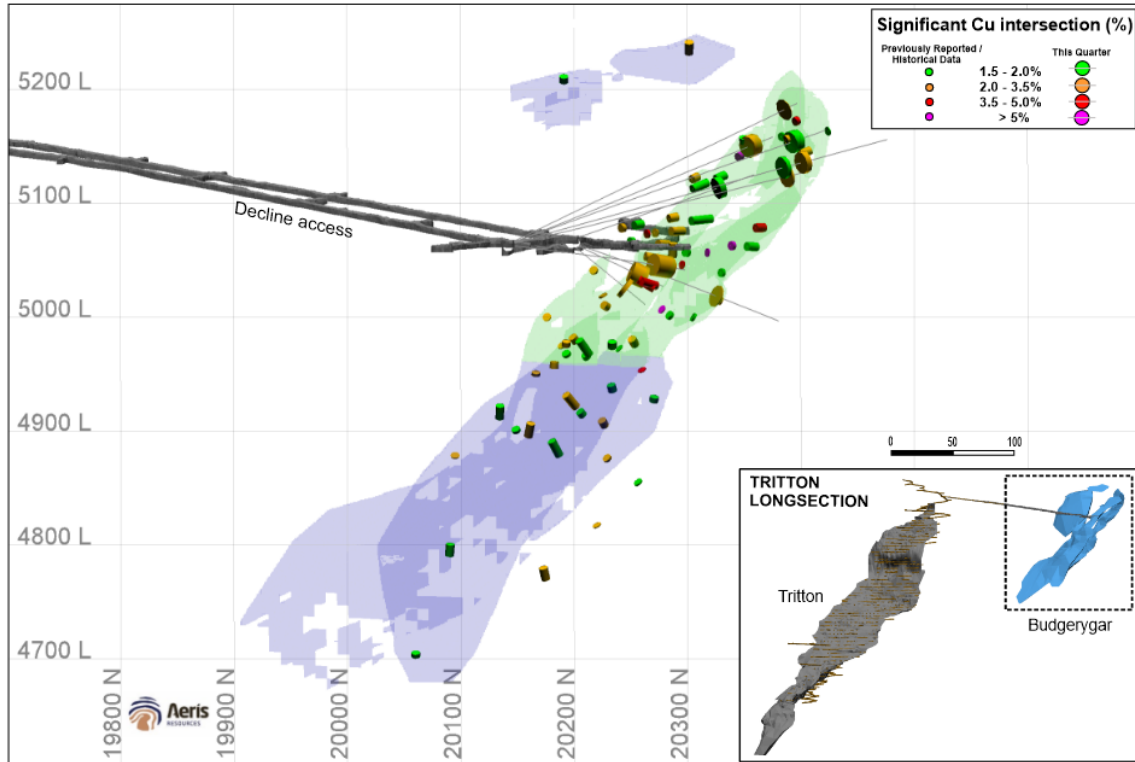 Significant Cu intersection (%)
Previously Reported /
Historical Data
This Quarter
1.5 - 2.0%
2.0 - 3.5%
3.5 - 5.0%
> 5%
5200 L
5100 L
Decline access
5000 L
4900 L
4800 L
4700 L
0 50 100
TRITTON
LONGSECTION
Tritton
Budgerygar
19800 N
19900 N
20000 N
20100 N
20200 N
20300 N
Aeris
RESOURCES